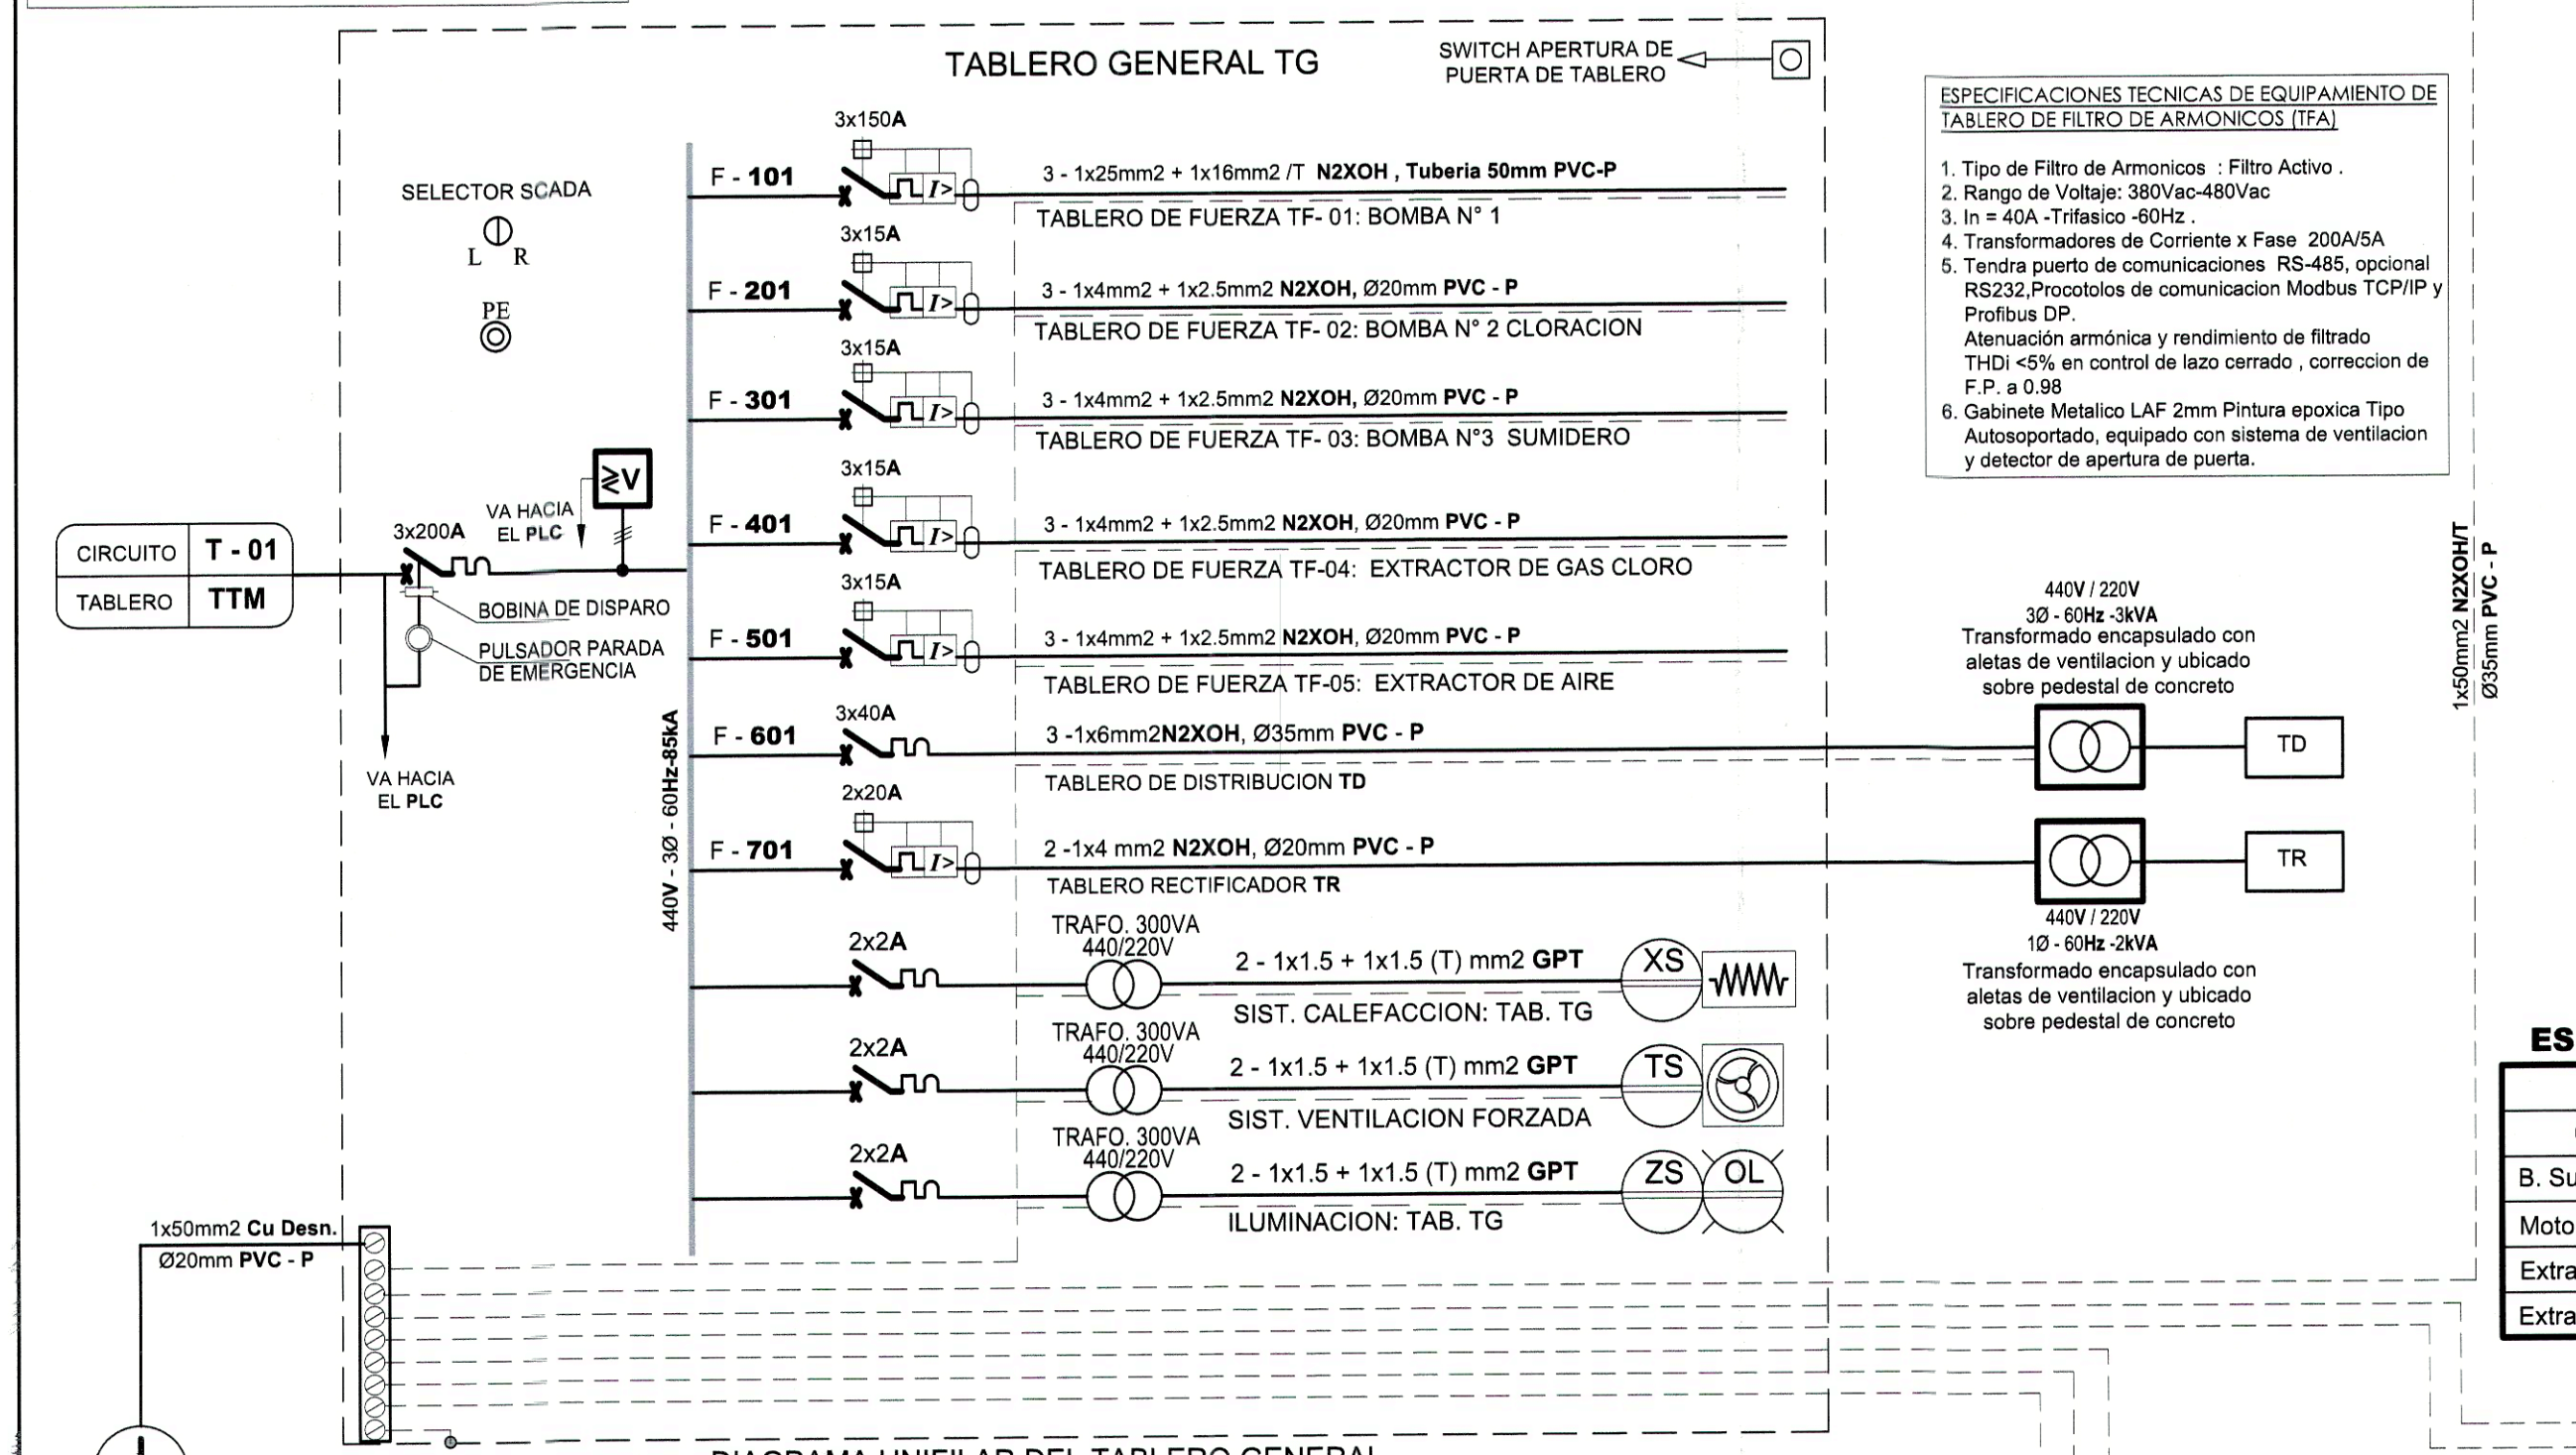 TABLERO GENERAL TG
SWITCH APERTURA DE
PUERTA DE TABLERO
ESPECIFICACIONES TECNICAS DE EQUIPAMIENTO DE
TABLERO DE FILTRO DE ARMONICOS (TFA)
1. Tipo de Filtro de Armonicos : Filtro Activo .
2. Rango de Voltaje: 380Vac-480Vac
3. In = 40A -Trifasico -60Hz .
4. Transformadores de Corriente x Fase 200A/5A
5. Tendra puerto de comunicaciones RS-485, opcional
RS232,Procotolos de comunicacion Modbus TCP/IP y
Profibus DP.
Atenuación armónica y rendimiento de filtrado
THDi <5% en control de lazo cerrado , correccion de
F.P. a 0.98
6. Gabinete Metalico LAF 2mm Pintura epoxica Tipo
Autosoportado, equipado con sistema de ventilacion
y detector de apertura de puerta.
SELECTOR SCADA
L R
PE
CIRCUITO T - 01
TABLERO TTM
3x200A
VA HACIA
EL PLC
≷V
BOBINA DE DISPARO
PULSADOR PARADA
DE EMERGENCIA
VA HACIA
EL PLC
440V - 3Ø - 60Hz-85kA
3x150A
F - 101
I>
3 - 1x25mm2 + 1x16mm2 /T N2XOH , Tuberia 50mm PVC-P
TABLERO DE FUERZA TF- 01: BOMBA N° 1
3x15A
F - 201
I>
3 - 1x4mm2 + 1x2.5mm2 N2XOH, Ø20mm PVC - P
TABLERO DE FUERZA TF- 02: BOMBA N° 2 CLORACION
3x15A
F - 301
I>
3 - 1x4mm2 + 1x2.5mm2 N2XOH, Ø20mm PVC - P
TABLERO DE FUERZA TF- 03: BOMBA N°3 SUMIDERO
3x15A
F - 401
I>
3 - 1x4mm2 + 1x2.5mm2 N2XOH, Ø20mm PVC - P
TABLERO DE FUERZA TF-04: EXTRACTOR DE GAS CLORO
3x15A
F - 501
I>
3 - 1x4mm2 + 1x2.5mm2 N2XOH, Ø20mm PVC - P
TABLERO DE FUERZA TF-05: EXTRACTOR DE AIRE
3x40A
F - 601
3 -1x6mm2N2XOH, Ø35mm PVC - P
TABLERO DE DISTRIBUCION TD
2x20A
F - 701
I>
2 -1x4 mm2 N2XOH, Ø20mm PVC - P
TABLERO RECTIFICADOR TR
440V / 220V
3Ø - 60Hz -3kVA
Transformado encapsulado con
aletas de ventilacion y ubicado
sobre pedestal de concreto
TD
TR
440V / 220V
1Ø - 60Hz -2kVA
Transformado encapsulado con
aletas de ventilacion y ubicado
sobre pedestal de concreto
1x50mm2 N2XOH/T
Ø35mm PVC - P
2x2A
TRAFO. 300VA
440/220V
2 - 1x1.5 + 1x1.5 (T) mm2 GPT
XS
SIST. CALEFACCION: TAB. TG
2x2A
TRAFO. 300VA
440/220V
2 - 1x1.5 + 1x1.5 (T) mm2 GPT
TS
SIST. VENTILACION FORZADA
2x2A
TRAFO. 300VA
440/220V
2 - 1x1.5 + 1x1.5 (T) mm2 GPT
ZS OL
ILUMINACION: TAB. TG
1x50mm2 Cu Desn.
Ø20mm PVC - P
ES
B. Su
Moto
Extra
Extra
DIAGRAMA UNIFILAR DEL TABLERO GENERAL